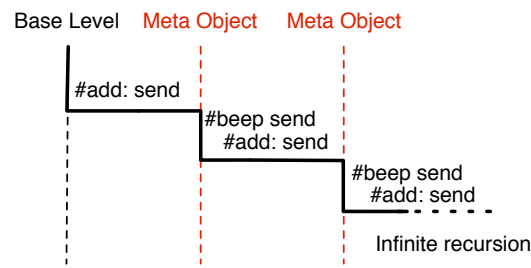 Base Level
Meta Object
Meta Object
#add: send
#beep send
#add: send
#beep send
#add: send
Infinite recursion